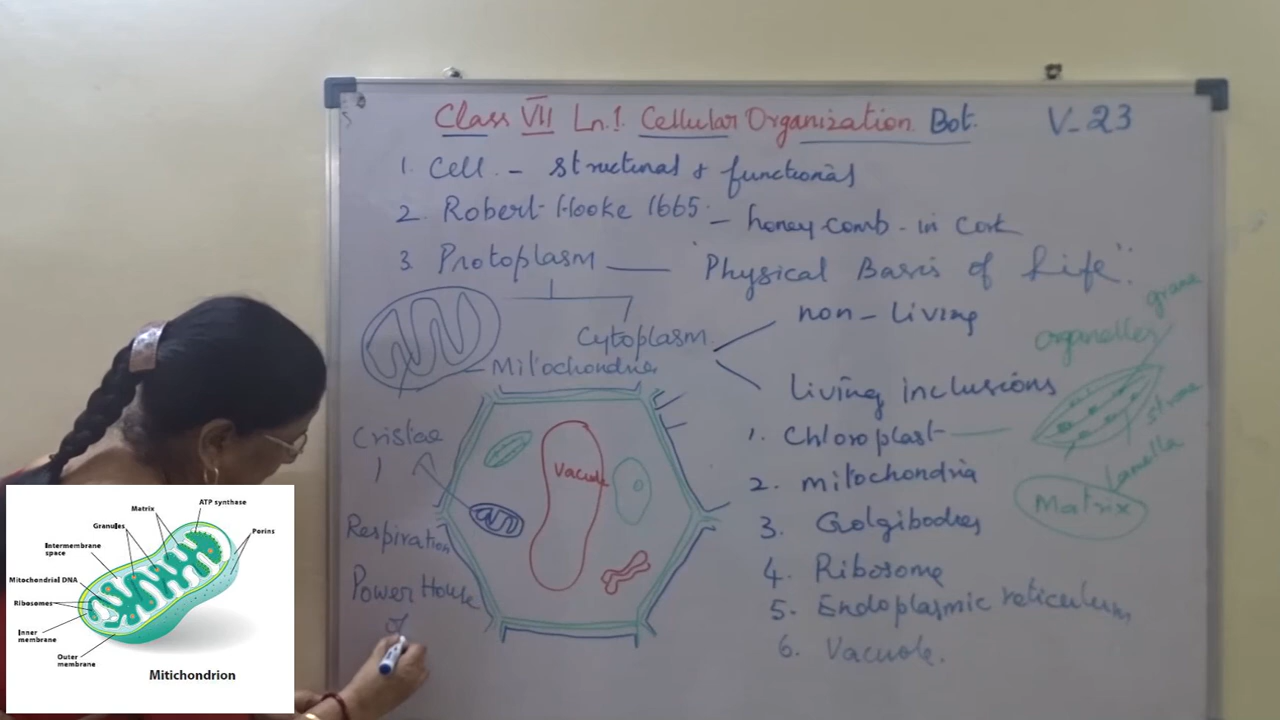 Class VII Ln.1. Cellular Organization Bot. V-23
1. Cell. - structural & functional
2. Robert Hooke 1665. - honey comb - in Cork
3. Protoplasm — "Physical Basis of Life".
Cytoplasm
non-Living
Living inclusions
organelles
grana
stroma
lamella
Matrix
Mitochondria
Cristae
Respiration
Power House
of
Vacuole
1. Chloroplast
2. mitochondria
3. Golgibodies
4. Ribosome
5. Endoplasmic reticulum
6. Vacuole.
ATP synthase
Matrix
Granules
Porins
Intermembrane
space
Mitochondrial DNA
Ribosomes
Inner
membrane
Outer
membrane
Mitichondrion